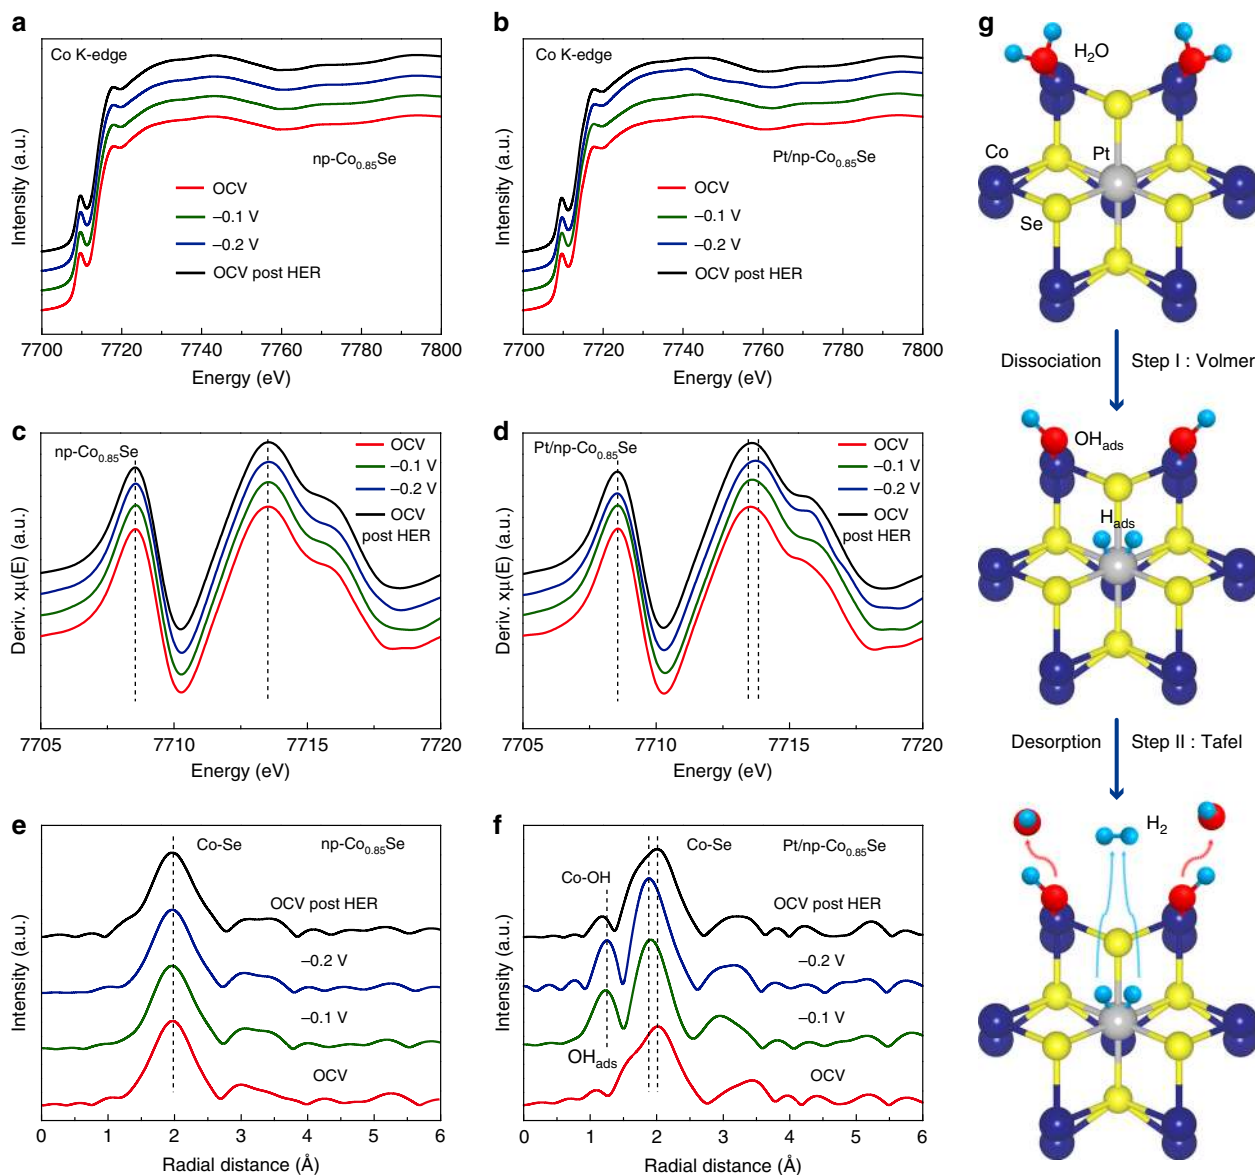 a
Co K-edge
np-Co0.85Se
OCV
–0.1 V
–0.2 V
OCV post HER
Intensity (a.u.)
7700 7720 7740 7760 7780 7800
Energy (eV)
b
Co K-edge
Pt/np-Co0.85Se
OCV
–0.1 V
–0.2 V
OCV post HER
Intensity (a.u.)
7700 7720 7740 7760 7780 7800
Energy (eV)
c
np-Co0.85Se
OCV
–0.1 V
–0.2 V
OCV
post HER
Deriv. xμ(E) (a.u.)
7705 7710 7715 7720
Energy (eV)
d
Pt/np-Co0.85Se
OCV
–0.1 V
–0.2 V
OCV
post HER
Deriv. xμ(E) (a.u.)
7705 7710 7715 7720
Energy (eV)
e
Co-Se
np-Co0.85Se
OCV post HER
–0.2 V
–0.1 V
OCV
Intensity (a.u.)
0 1 2 3 4 5 6
Radial distance (Å)
f
Co-Se
Pt/np-Co0.85Se
Co-OH
OCV post HER
–0.2 V
–0.1 V
OHads
OCV
Intensity (a.u.)
0 1 2 3 4 5 6
Radial distance (Å)
g
H2O
Co
Pt
Se
Dissociation
Step I : Volmer
OHads
Hads
Desorption
Step II : Tafel
H2